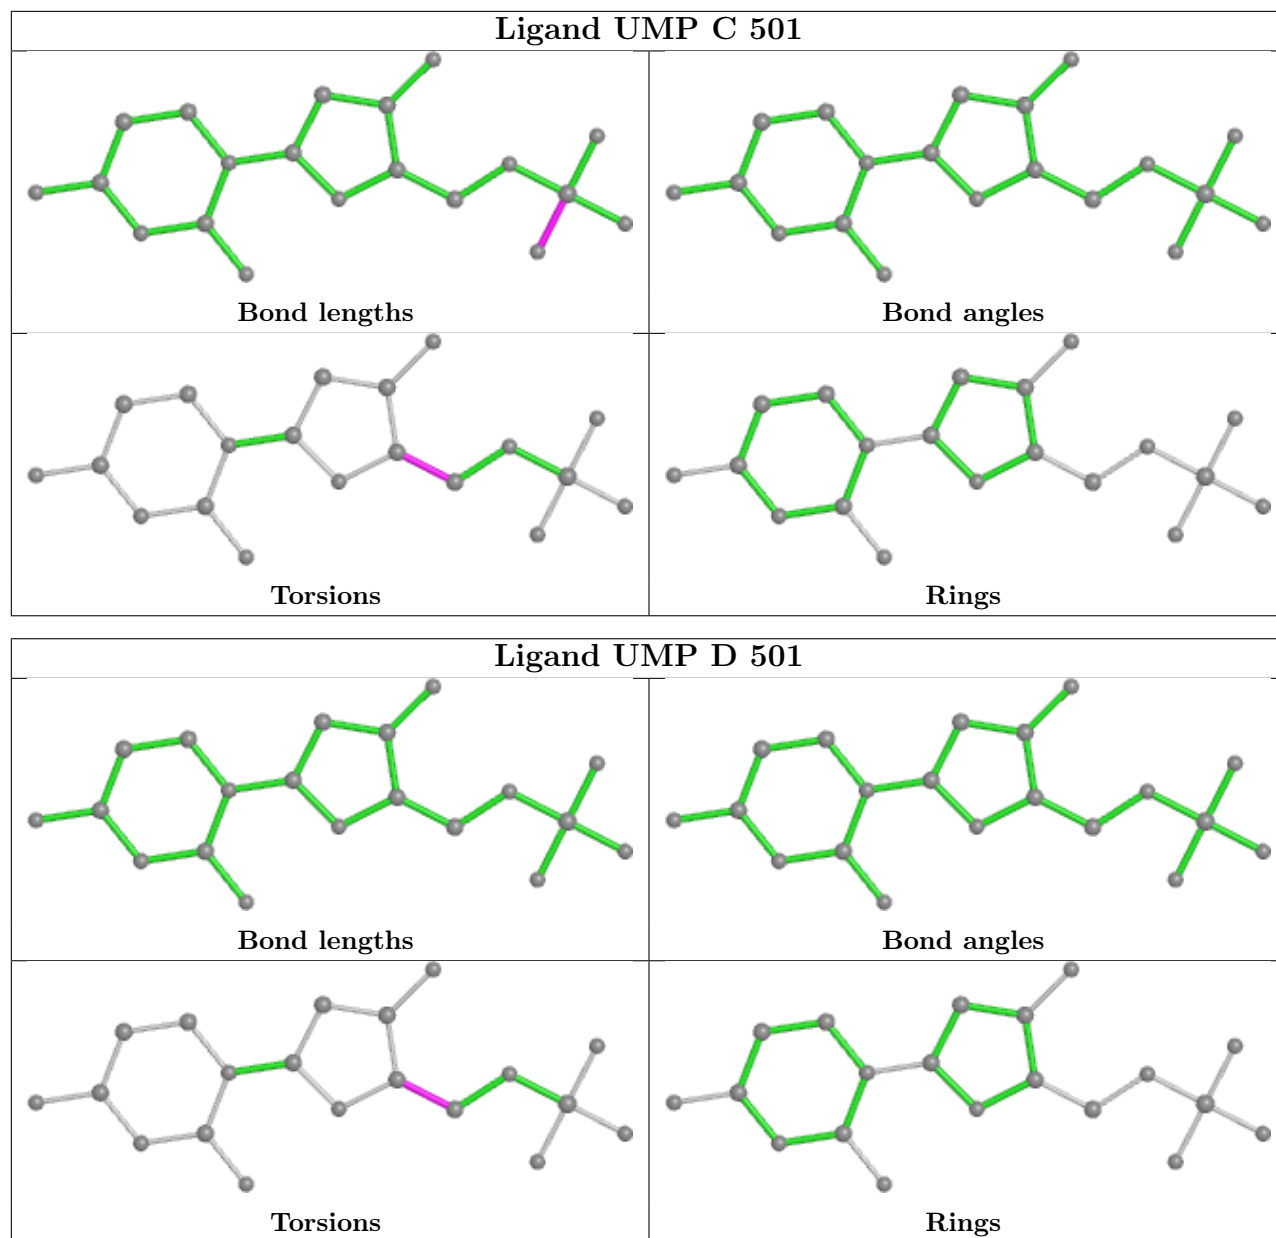 Ligand UMP C 501
Bond lengths
Bond angles
Torsions
Rings
Ligand UMP D 501
Bond lengths
Bond angles
Torsions
Rings